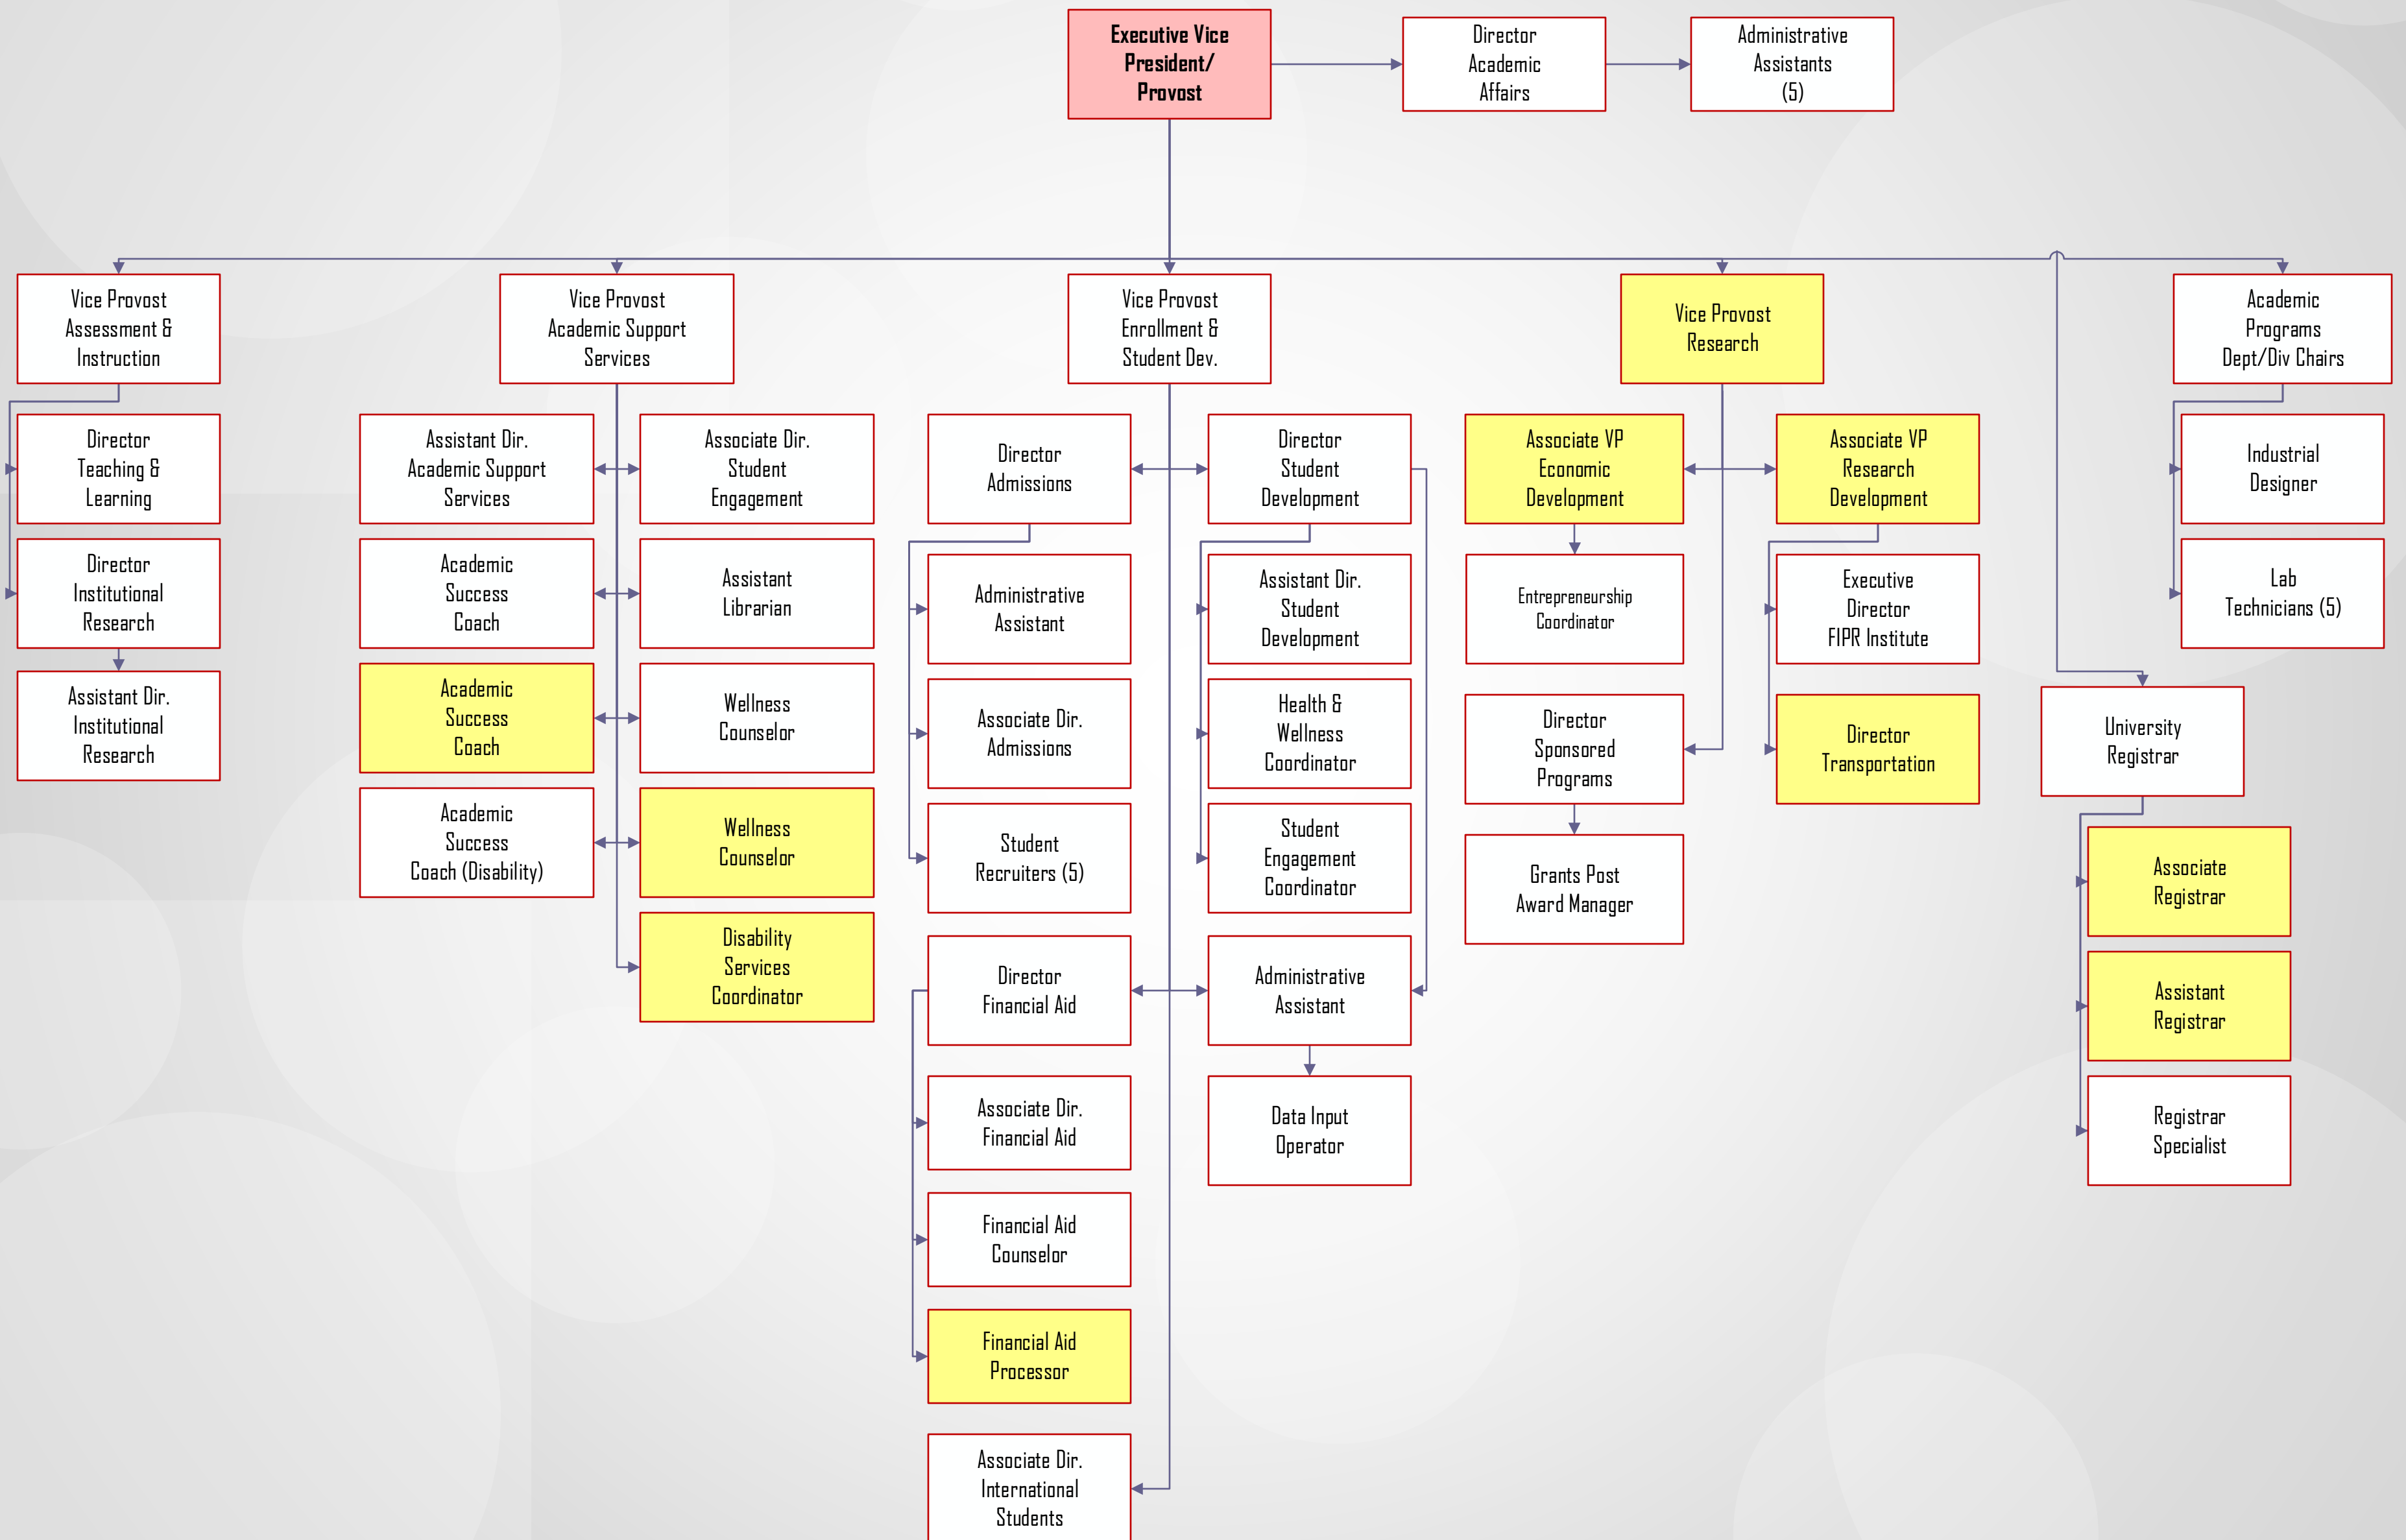 Executive Vice
President/
Provost
Director
Academic
Affairs
Administrative
Assistants
(5)
Vice Provost
Assessment &
Instruction
Vice Provost
Academic Support
Services
Vice Provost
Enrollment &
Student Dev.
Vice Provost
Research
Academic
Programs
Dept/Div Chairs
Director
Teaching &
Learning
Director
Institutional
Research
Assistant Dir.
Institutional
Research
Assistant Dir.
Academic Support
Services
Associate Dir.
Student
Engagement
Academic
Success
Coach
Assistant
Librarian
Academic
Success
Coach
Wellness
Counselor
Academic
Success
Coach (Disability)
Wellness
Counselor
Disability
Services
Coordinator
Director
Admissions
Director
Student
Development
Administrative
Assistant
Assistant Dir.
Student
Development
Associate Dir.
Admissions
Health &
Wellness
Coordinator
Student
Recruiters (5)
Student
Engagement
Coordinator
Director
Financial Aid
Administrative
Assistant
Associate Dir.
Financial Aid
Data Input
Operator
Financial Aid
Counselor
Financial Aid
Processor
Associate Dir.
International
Students
Associate VP
Economic
Development
Associate VP
Research
Development
Entrepreneurship
Coordinator
Executive
Director
FIPR Institute
Director
Sponsored
Programs
Director
Transportation
Grants Post
Award Manager
Industrial
Designer
Lab
Technicians (5)
University
Registrar
Associate
Registrar
Assistant
Registrar
Registrar
Specialist